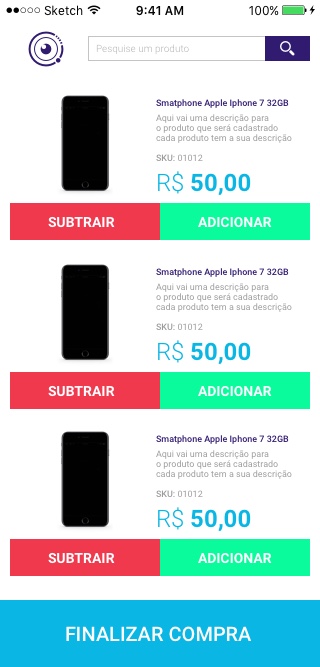 Sketch 9:41 AM 100%
Pesquise um produto
Smatphone Apple Iphone 7 32GB
Aqui vai uma descrição para
o produto que será cadastrado
cada produto tem a sua descrição
SKU: 01012
R$ 50,00
SUBTRAIR ADICIONAR
Smatphone Apple Iphone 7 32GB
Aqui vai uma descrição para
o produto que será cadastrado
cada produto tem a sua descrição
SKU: 01012
R$ 50,00
SUBTRAIR ADICIONAR
Smatphone Apple Iphone 7 32GB
Aqui vai uma descrição para
o produto que será cadastrado
cada produto tem a sua descrição
SKU: 01012
R$ 50,00
SUBTRAIR ADICIONAR
FINALIZAR COMPRA